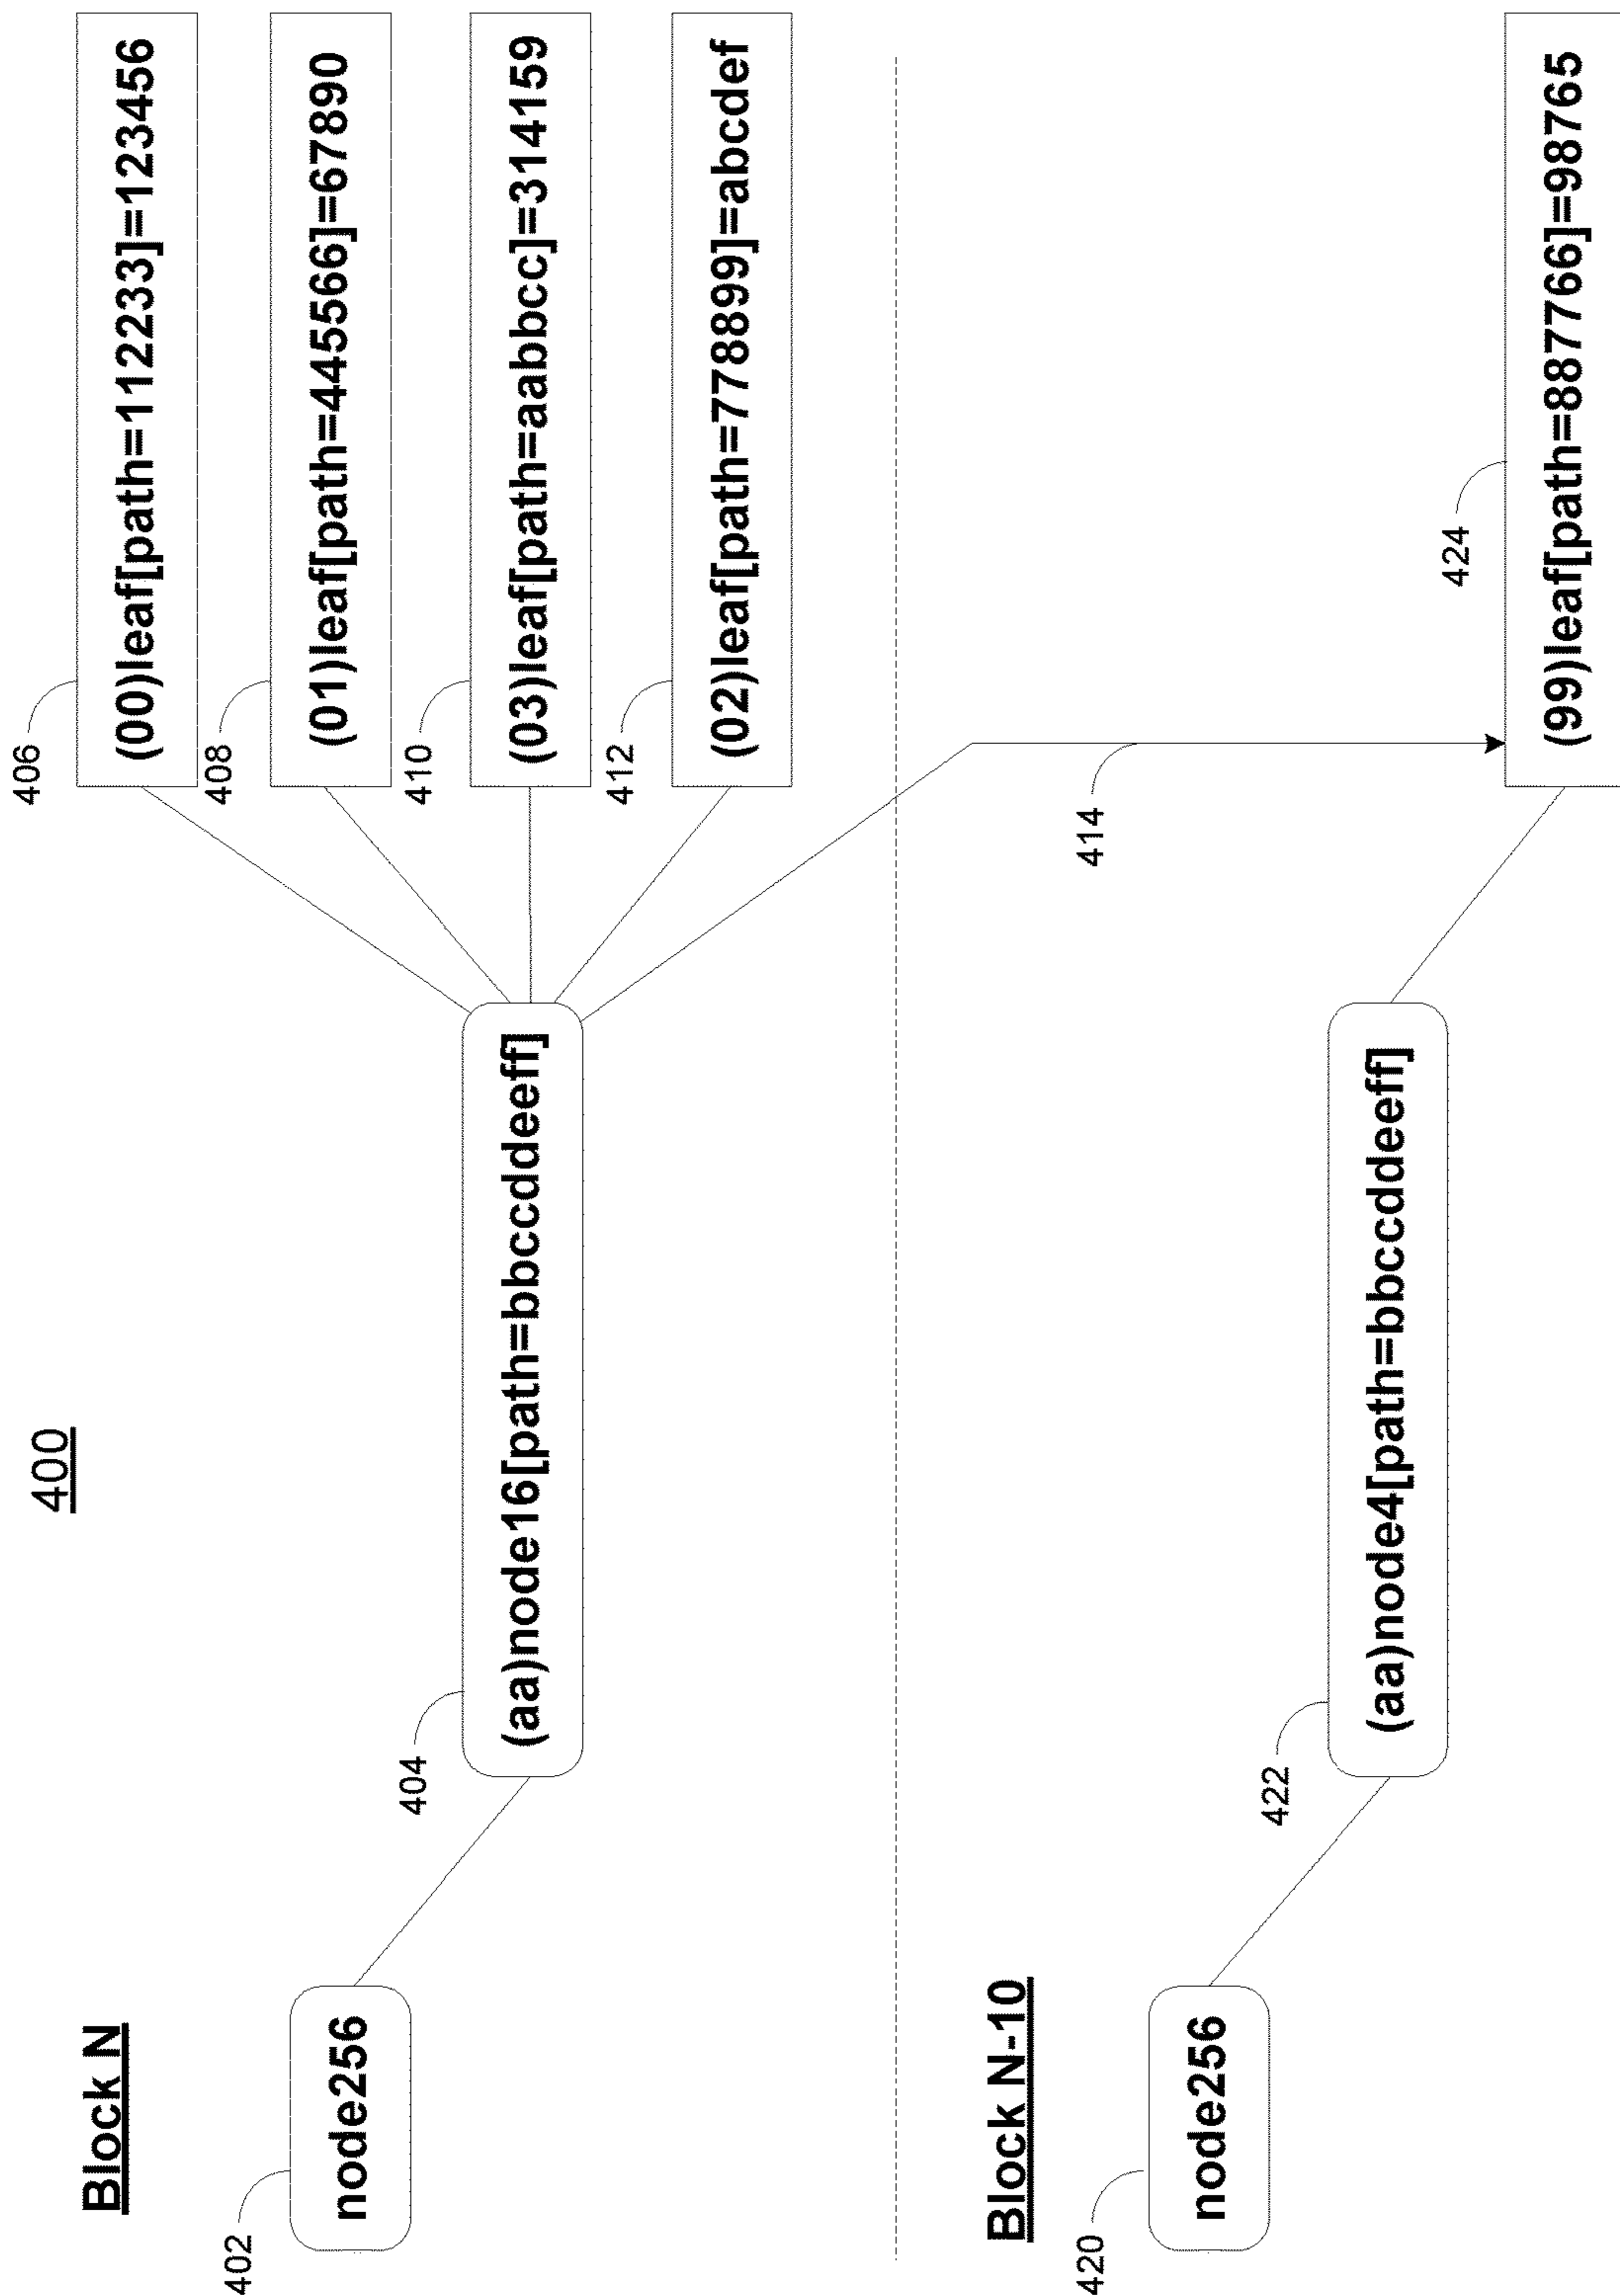 400
Block N
402
node256
404
(aa)node16[path=bbccddeeff]
406
(00)leaf[path=112233]=123456
408
(01)leaf[path=445566]=67890
410
(03)leaf[path=aabbcc]=314159
412
(02)leaf[path=778899]=abcdef
414
Block N-10
420
node256
422
(aa)node4[path=bbccddeeff]
424
(99)leaf[path=887766]=98765